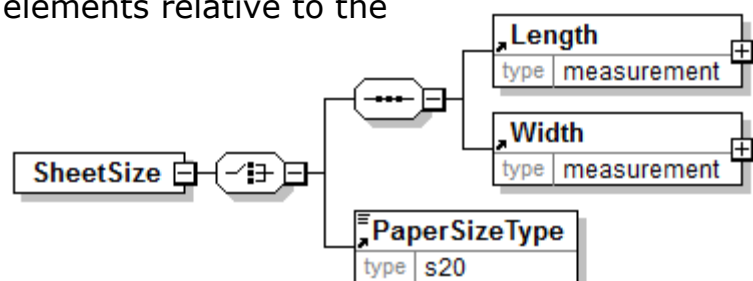 elements relative to the
Length
type measurement
Width
type measurement
SheetSize
PaperSizeType
type s20